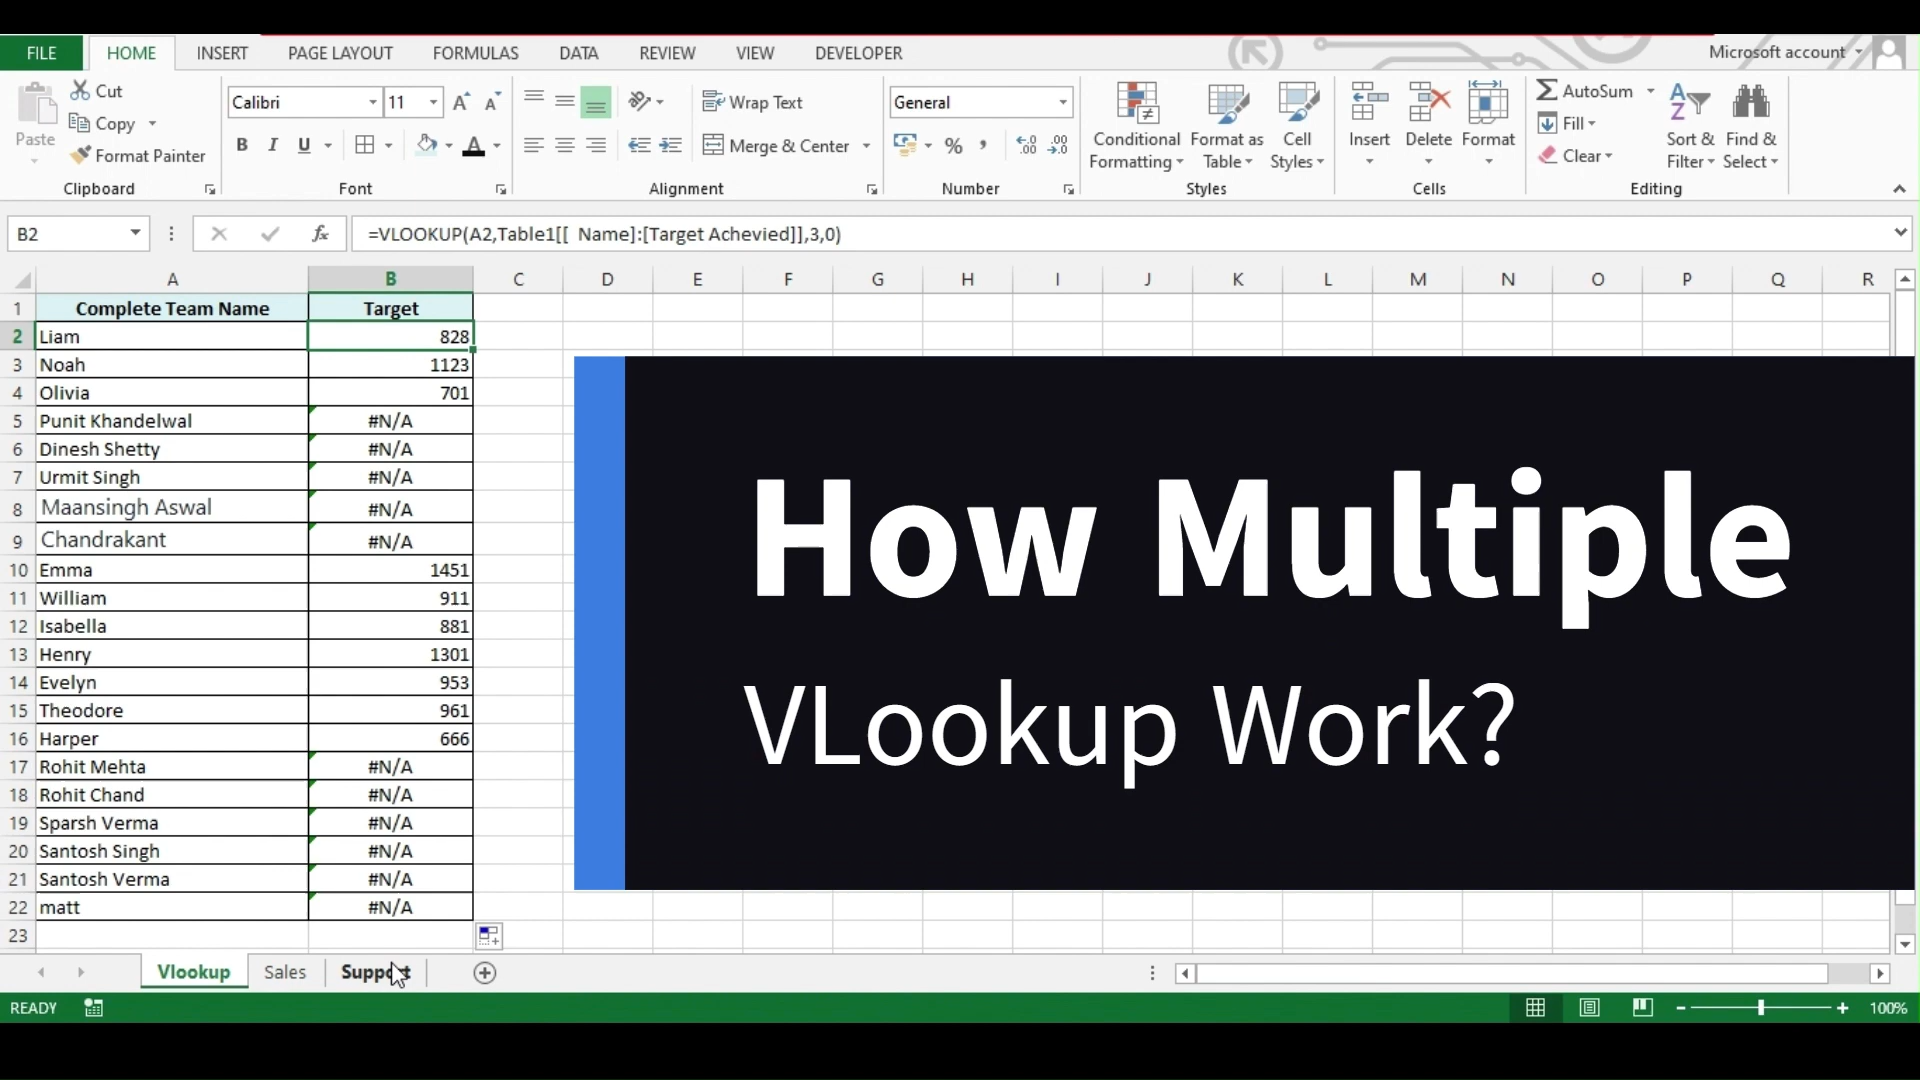 FILE HOME INSERT PAGE LAYOUT FORMULAS DATA REVIEW VIEW DEVELOPER Microsoft account
Paste
Cut
Copy
Format Painter
Clipboard
Calibri 11
B I U
Font
Wrap Text
Merge & Center
Alignment
General
%
Number
Conditional Formatting
Format as Table
Cell Styles
Styles
Insert
Delete
Format
Cells
AutoSum
Fill
Clear
Sort & Filter
Find & Select
Editing
B2 fx =VLOOKUP(A2,Table1[[  Name]:[Target Achevied]],3,0)
A B C D E F G H I J K L M N O P Q R
1 Complete Team Name Target
2 Liam 828
3 Noah 1123
4 Olivia 701
5 Punit Khandelwal #N/A
6 Dinesh Shetty #N/A
7 Urmit Singh #N/A
8 Maansingh Aswal #N/A
9 Chandrakant #N/A
10 Emma 1451
11 William 911
12 Isabella 881
13 Henry 1301
14 Evelyn 953
15 Theodore 961
16 Harper 666
17 Rohit Mehta #N/A
18 Rohit Chand #N/A
19 Sparsh Verma #N/A
20 Santosh Singh #N/A
21 Santosh Verma #N/A
22 matt #N/A
23
How Multiple
VLookup Work?
Vlookup Sales Support
READY 100%